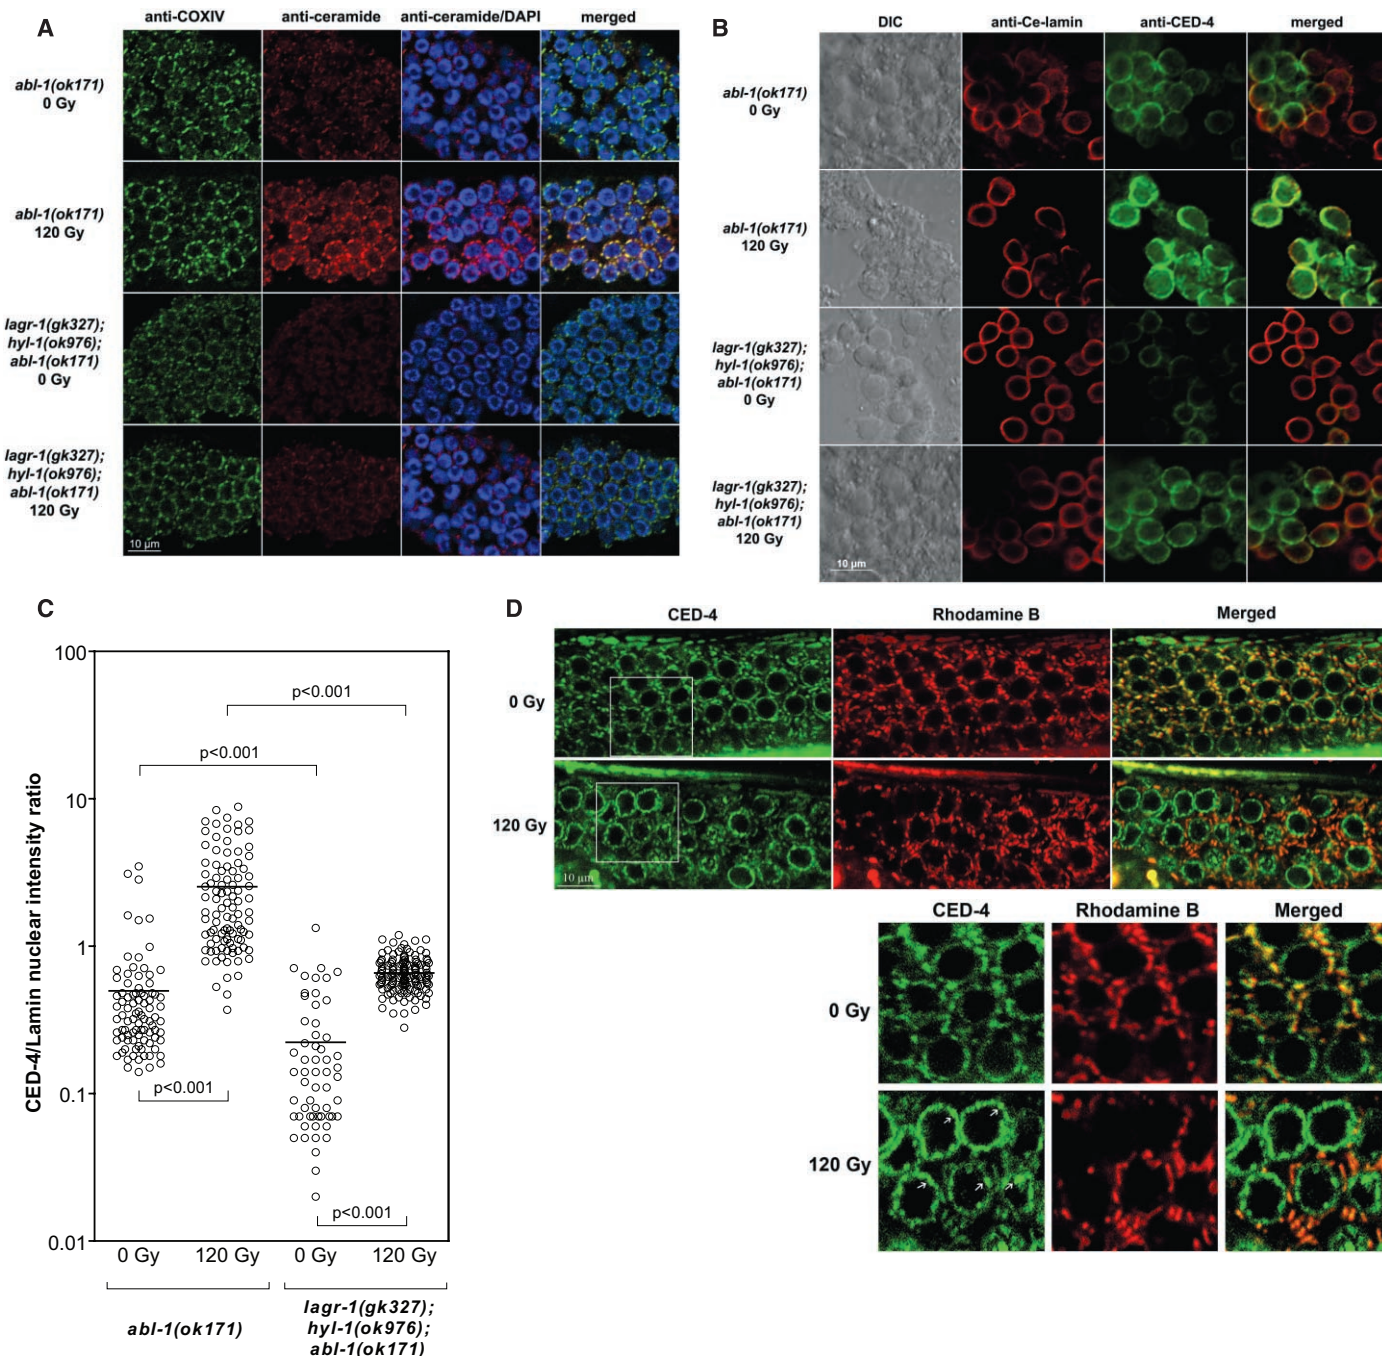 A
anti-COXIV anti-ceramide anti-ceramide/DAPI merged
abl-1(ok171)
0 Gy
abl-1(ok171)
120 Gy
lagr-1(gk327);
hyl-1(ok976);
abl-1(ok171)
0 Gy
lagr-1(gk327);
hyl-1(ok976);
abl-1(ok171)
120 Gy
10 μm
B
DIC anti-Ce-lamin anti-CED-4 merged
abl-1(ok171)
0 Gy
abl-1(ok171)
120 Gy
lagr-1(gk327);
hyl-1(ok976);
abl-1(ok171)
0 Gy
lagr-1(gk327);
hyl-1(ok976);
abl-1(ok171)
120 Gy
10 μm
C
CED-4/Lamin nuclear intensity ratio
100
10
1
0.1
0.01
p<0.001
p<0.001
p<0.001
p<0.001
0 Gy 120 Gy 0 Gy 120 Gy
abl-1(ok171)
lagr-1(gk327);
hyl-1(ok976);
abl-1(ok171)
D
CED-4 Rhodamine B Merged
0 Gy
120 Gy
10 μm
CED-4 Rhodamine B Merged
0 Gy
120 Gy